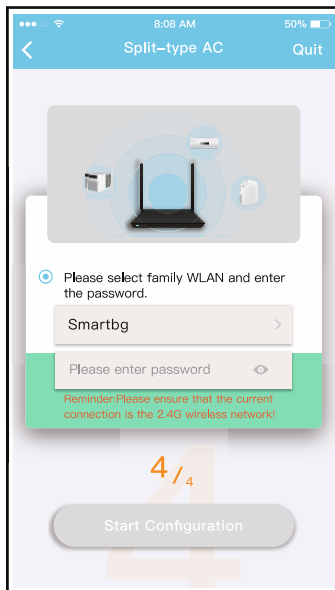 8:08 AM
50%
Split-type AC
Quit
Please select family WLAN and enter
the password.
Smartbg
Please enter password
Reminder:Please ensure that the current
connection is the 2.4G wireless network!
4
4/4
Start Configuration